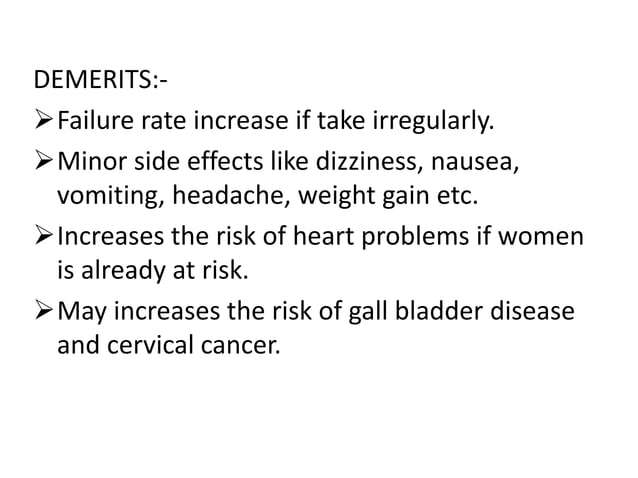 DEMERITS:-
➢Failure rate increase if take irregularly.
➢Minor side effects like dizziness, nausea,
vomiting, headache, weight gain etc.
➢Increases the risk of heart problems if women
is already at risk.
➢May increases the risk of gall bladder disease
and cervical cancer.